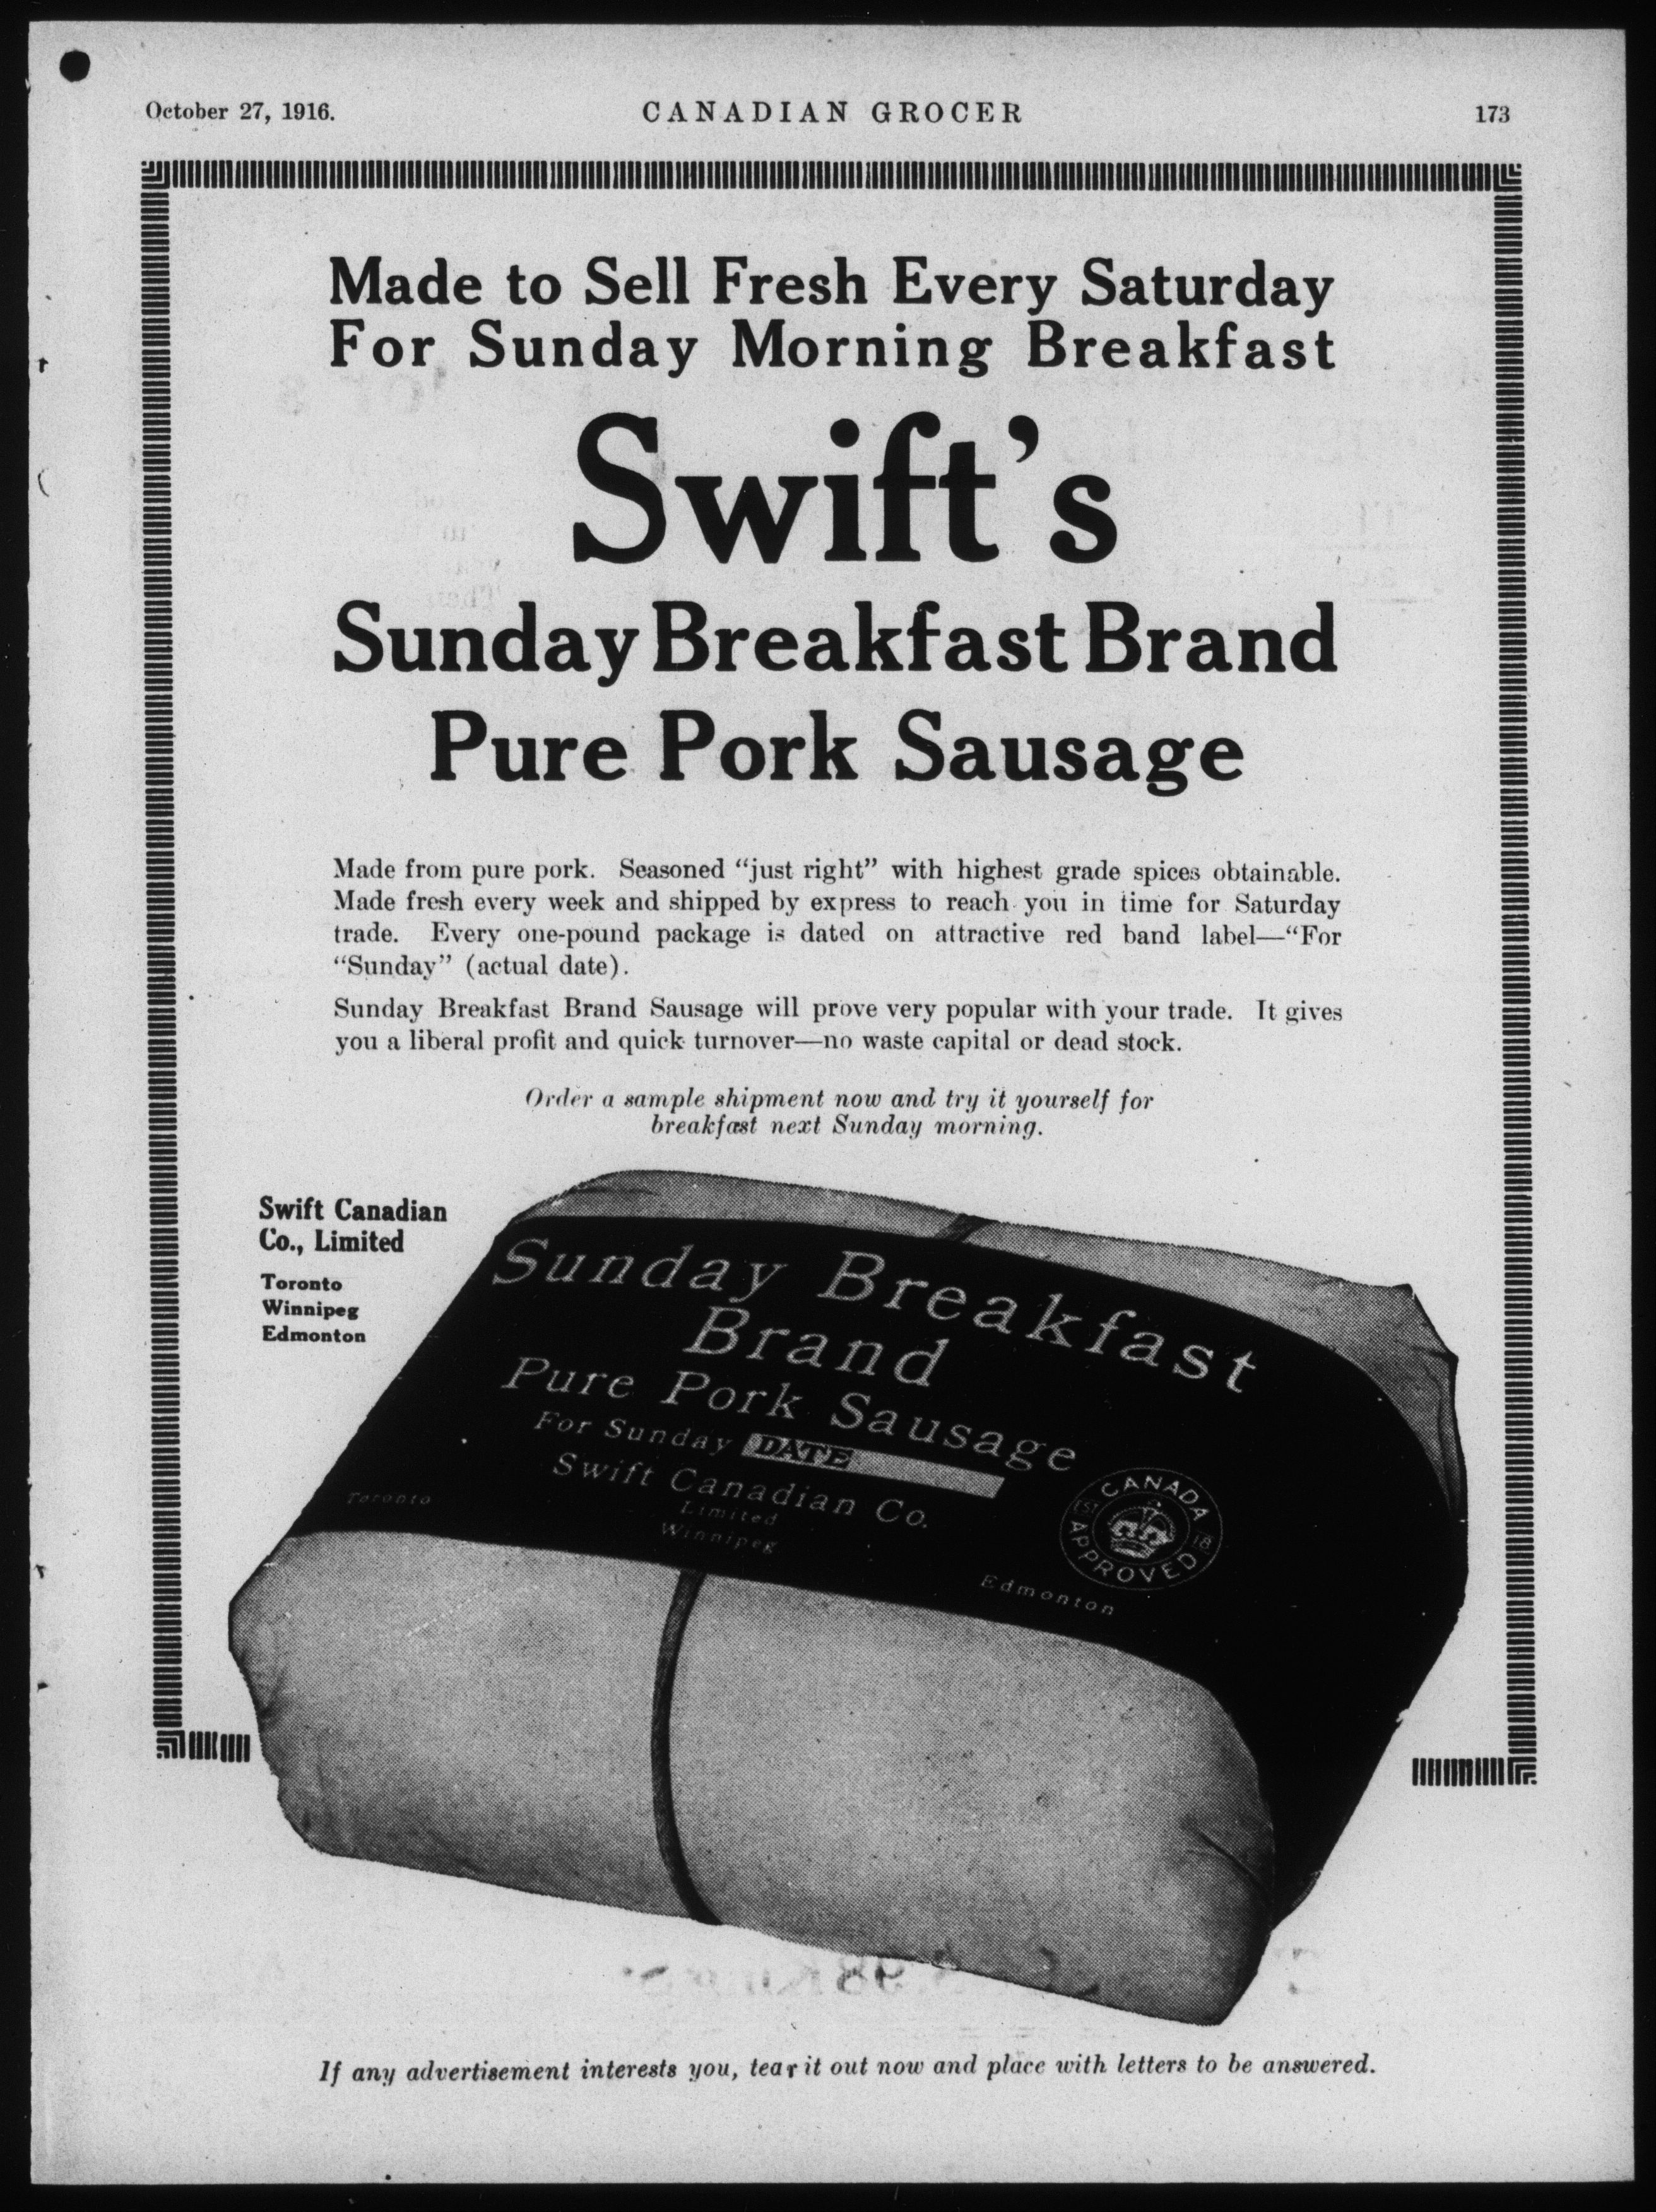 October 27, 1916.
CANADIAN GROCER
173
Made to Sell Fresh Every Saturday
For Sunday Morning Breakfast
Swift's
Sunday Breakfast Brand
Pure Pork Sausage
Made from pure pork. Seasoned “just right” with highest grade spices obtainable.
Made fresh every week and shipped by express to reach you in time for Saturday
trade. Every one-pound package is dated on attractive red band label—“For
“Sunday” (actual date).
Sunday Breakfast Brand Sausage will prove very popular with your trade. It gives
you a liberal profit and quick turnover—no waste capital or dead stock.
Order a sample shipment now and try it yourself for
breakfast next Sunday morning.
Swift Canadian
Co., Limited
Toronto
Winnipeg
Edmonton
Sunday Breakfast
Brand
Pure Pork Sausage
For Sunday DATE
Swift Canadian Co.
Limited
Toronto
Winnipeg
Edmonton
CANADA
EST 18
APPROVED
If any advertisement interests you, tear it out now and place with letters to be answered.